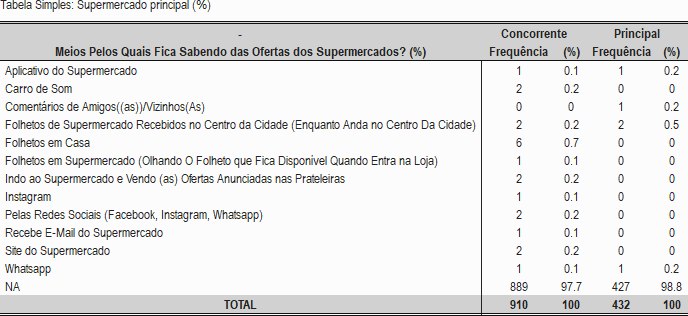 Tabela Simples: Supermercado principal (%)
- Concorrente Principal
Meios Pelos Quais Fica Sabendo das Ofertas dos Supermercados? (%) Frequência (%) Frequência (%)
Aplicativo do Supermercado 1 0.1 1 0.2
Carro de Som 2 0.2 0 0
Comentários de Amigos((as))/Vizinhos(As) 0 0 1 0.2
Folhetos de Supermercado Recebidos no Centro da Cidade (Enquanto Anda no Centro Da Cidade) 2 0.2 2 0.5
Folhetos em Casa 6 0.7 0 0
Folhetos em Supermercado (Olhando O Folheto que Fica Disponível Quando Entra na Loja) 1 0.1 0 0
Indo ao Supermercado e Vendo (as) Ofertas Anunciadas nas Prateleiras 2 0.2 0 0
Instagram 1 0.1 0 0
Pelas Redes Sociais (Facebook, Instagram, Whatsapp) 2 0.2 0 0
Recebe E-Mail do Supermercado 1 0.1 0 0
Site do Supermercado 2 0.2 0 0
Whatsapp 1 0.1 1 0.2
NA 889 97.7 427 98.8
TOTAL 910 100 432 100